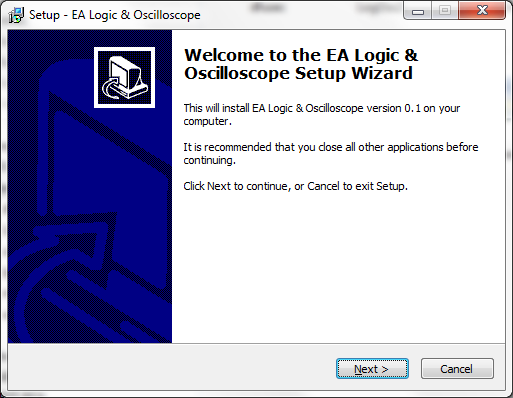 Setup - EA Logic & Oscilloscope
Welcome to the EA Logic &
Oscilloscope Setup Wizard
This will install EA Logic & Oscilloscope version 0.1 on your
computer.
It is recommended that you close all other applications before
continuing.
Click Next to continue, or Cancel to exit Setup.
Next >
Cancel